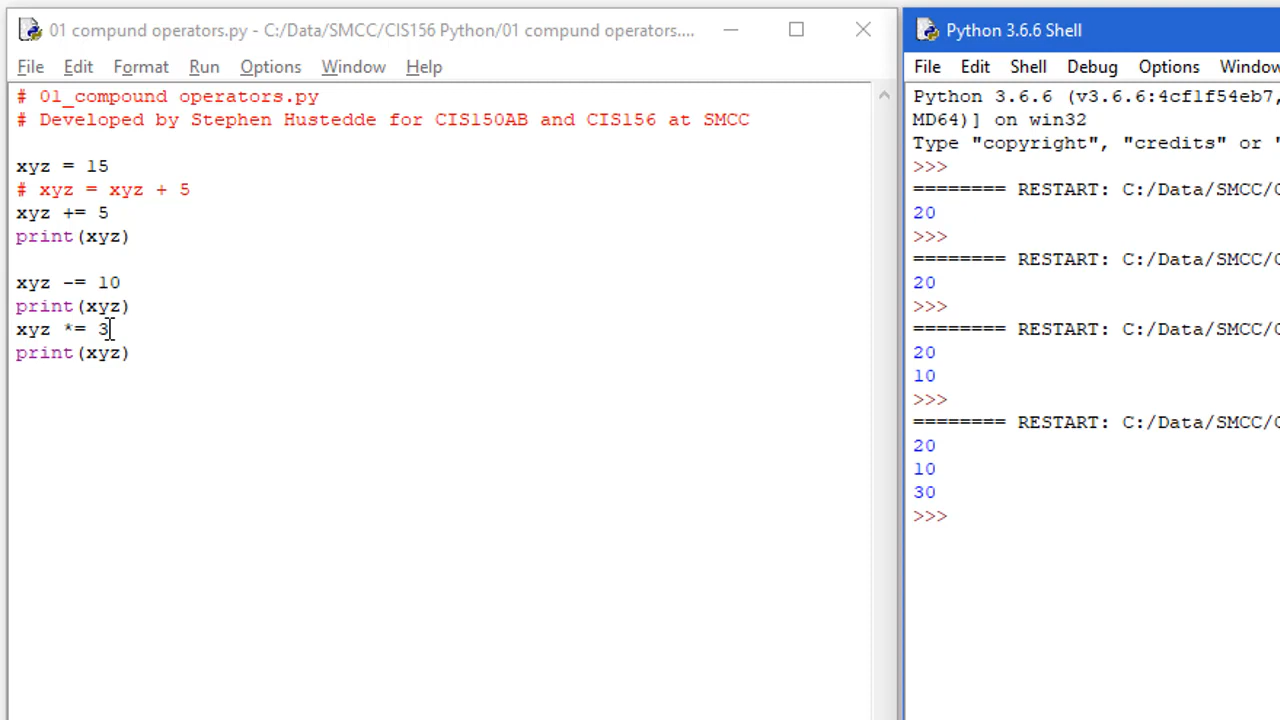 01 compund operators.py - C:/Data/SMCC/CIS156 Python/01 compund operators....
File Edit Format Run Options Window Help
# 01_compound operators.py
# Developed by Stephen Hustedde for CIS150AB and CIS156 at SMCC
xyz = 15
# xyz = xyz + 5
xyz += 5
print(xyz)
xyz -= 10
print(xyz)
xyz *= 3
print(xyz)
Python 3.6.6 Shell
File Edit Shell Debug Options Window
Python 3.6.6 (v3.6.6:4cf1f54eb7,
MD64)] on win32
Type "copyright", "credits" or "
>>>
======== RESTART: C:/Data/SMCC/C
20
>>>
======== RESTART: C:/Data/SMCC/C
20
>>>
======== RESTART: C:/Data/SMCC/C
20
10
>>>
======== RESTART: C:/Data/SMCC/C
20
10
30
>>>